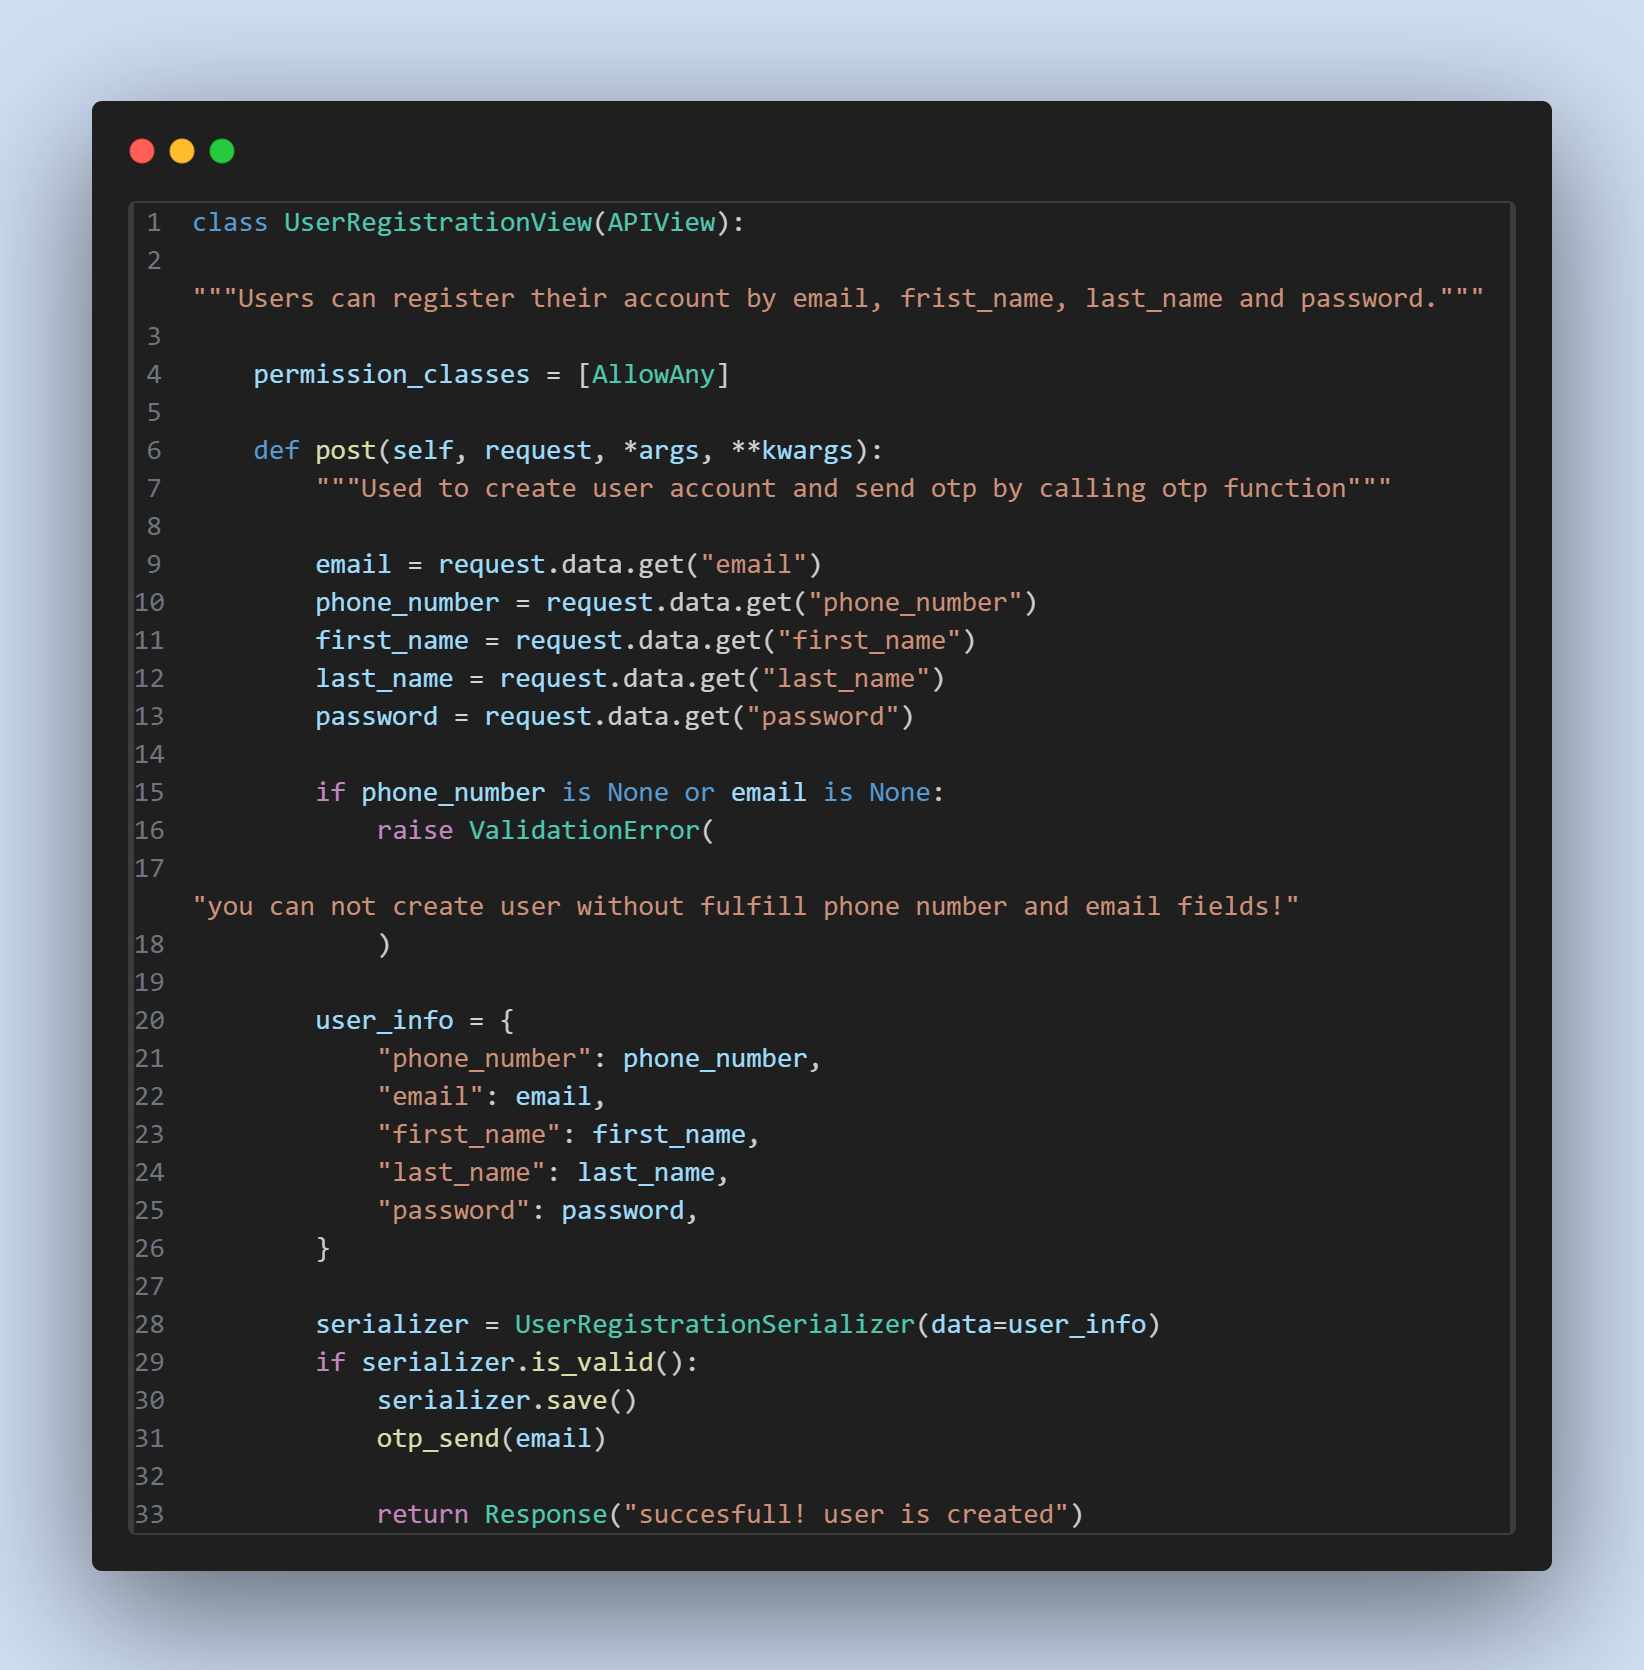 1 class UserRegistrationView(APIView):
2
"""Users can register their account by email, frist_name, last_name and password."""
3
4     permission_classes = [AllowAny]
5
6     def post(self, request, *args, **kwargs):
7         """Used to create user account and send otp by calling otp function"""
8
9         email = request.data.get("email")
10         phone_number = request.data.get("phone_number")
11         first_name = request.data.get("first_name")
12         last_name = request.data.get("last_name")
13         password = request.data.get("password")
14
15         if phone_number is None or email is None:
16             raise ValidationError(
17
"you can not create user without fulfill phone number and email fields!"
18             )
19
20         user_info = {
21             "phone_number": phone_number,
22             "email": email,
23             "first_name": first_name,
24             "last_name": last_name,
25             "password": password,
26         }
27
28         serializer = UserRegistrationSerializer(data=user_info)
29         if serializer.is_valid():
30             serializer.save()
31             otp_send(email)
32
33             return Response("succesfull! user is created")